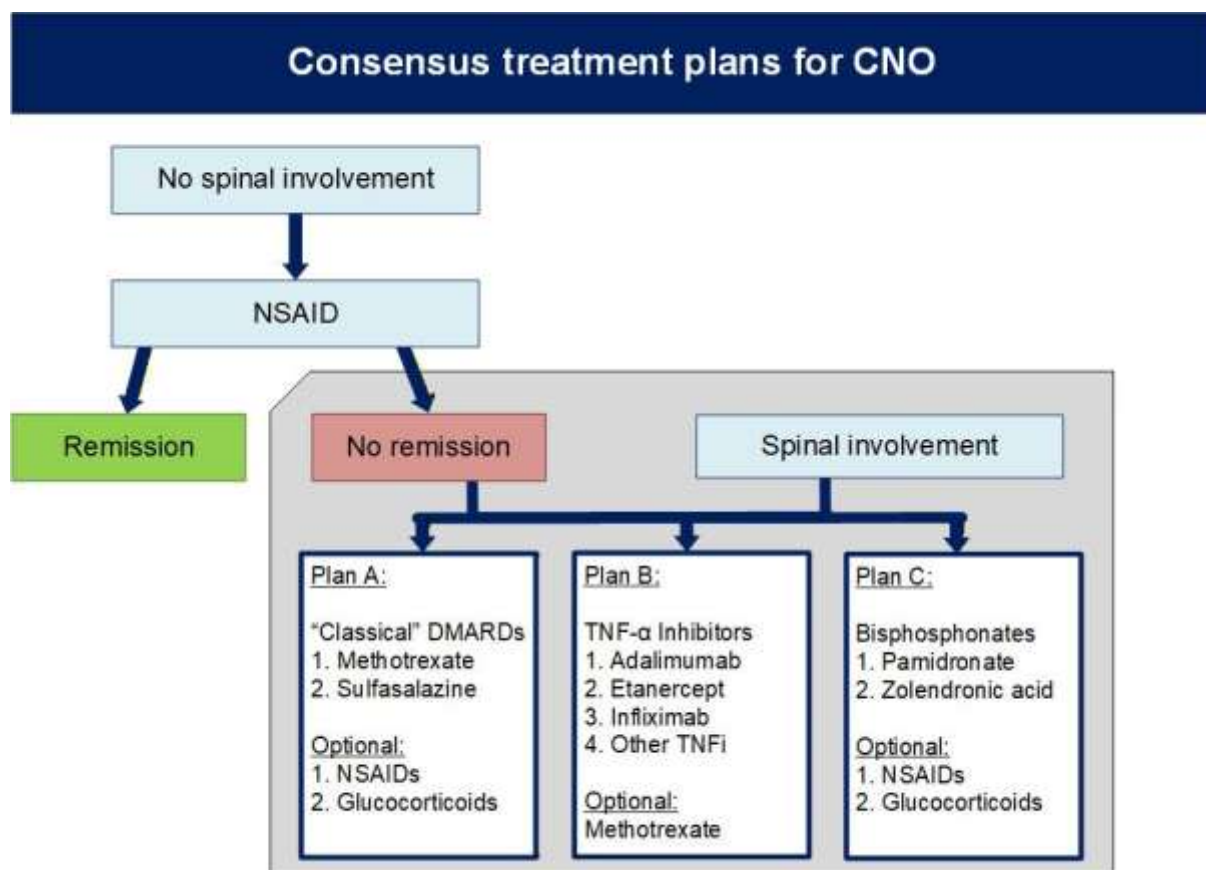 Consensus treatment plans for CNO
No spinal involvement
NSAID
Remission
No remission
Spinal involvement
Plan A:
“Classical” DMARDs
1. Methotrexate
2. Sulfasalazine
Optional:
1. NSAIDs
2. Glucocorticoids
Plan B:
TNF-α Inhibitors
1. Adalimumab
2. Etanercept
3. Infliximab
4. Other TNFi
Optional:
Methotrexate
Plan C:
Bisphosphonates
1. Pamidronate
2. Zolendronic acid
Optional:
1. NSAIDs
2. Glucocorticoids